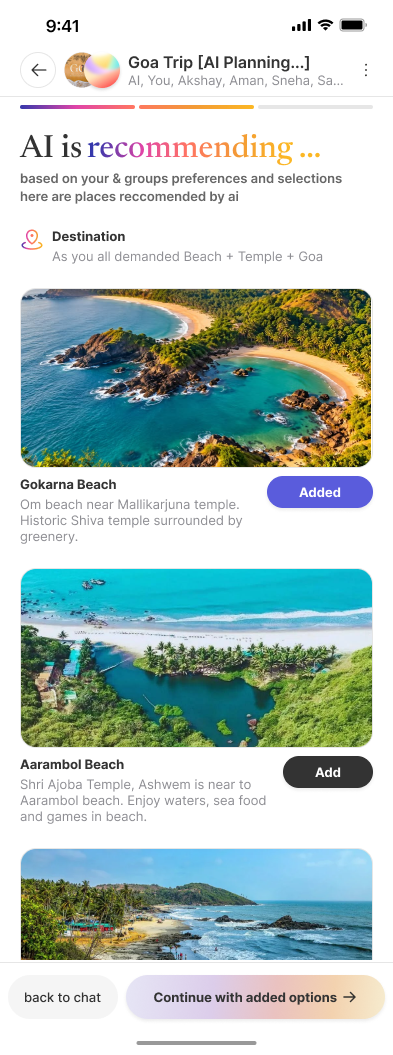 9:41
Goa Trip [AI Planning...]
AI, You, Akshay, Aman, Sneha, Sa...
AI is recommending ...
based on your & groups preferences and selections
here are places reccomended by ai
Destination
As you all demanded Beach + Temple + Goa
Gokarna Beach
Added
Om beach near Mallikarjuna temple.
Historic Shiva temple surrounded by
greenery.
Aarambol Beach
Add
Shri Ajoba Temple, Ashwem is near to
Aarambol beach. Enjoy waters, sea food
and games in beach.
back to chat
Continue with added options →